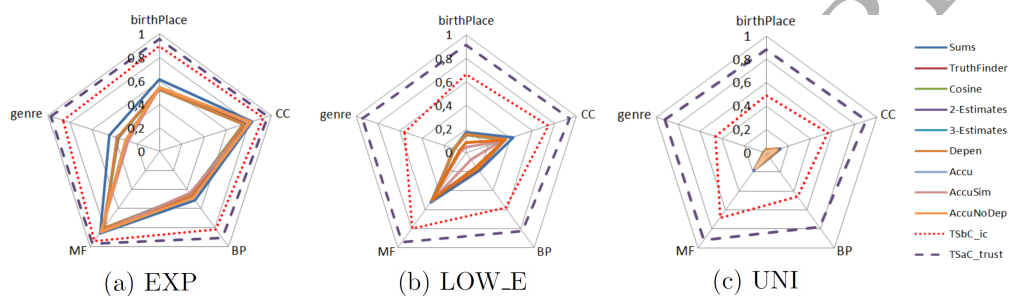 birthPlace
1
0,8
0,6
0,4
0,2
0
CC
BP
MF
genre
(a) EXP
birthPlace
1
0,8
0,6
0,4
0,2
0
CC
BP
MF
genre
(b) LOW_E
birthPlace
1
0,8
0,6
0,4
0,2
0
CC
BP
MF
genre
(c) UNI
Sums
TruthFinder
Cosine
2-Estimates
3-Estimates
Depen
Accu
AccuSim
AccuNoDep
TSbC_ic
TSaC_trust